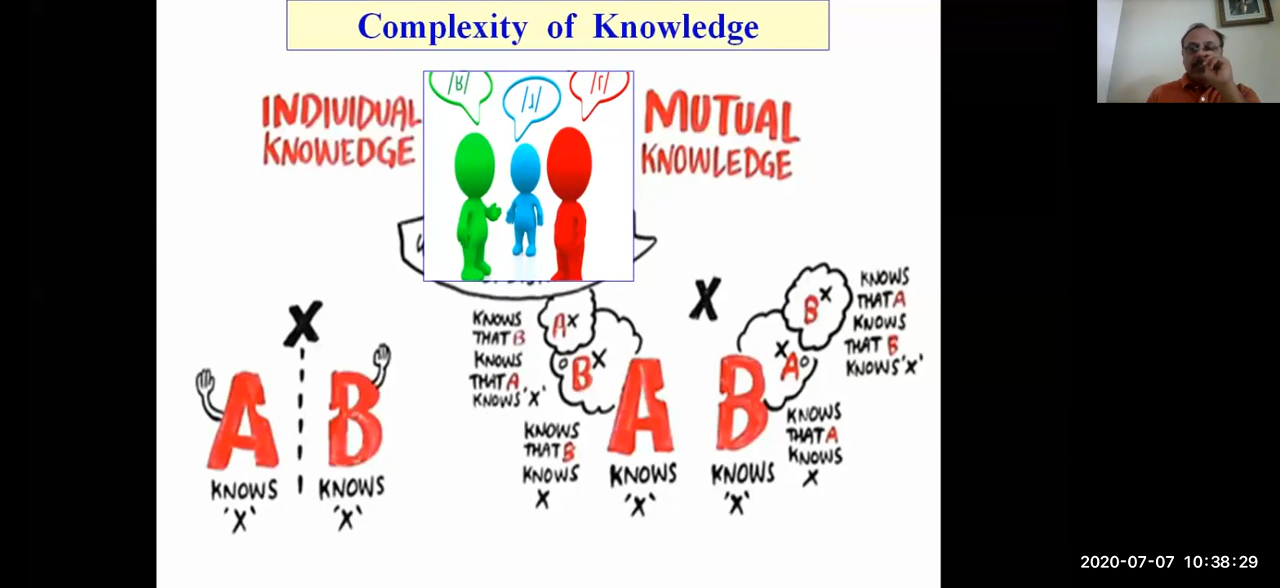 Complexity of Knowledge
INDIVIDUAL
KNOWEDGE
MUTUAL
KNOWLEDGE
/ʁ/
/ɹ/
X
A
B
KNOWS
'X'
KNOWS
'X'
KNOWS
THAT B
KNOWS
THAT A
KNOWS 'X'
A X
B X
KNOWS
THAT B
KNOWS
X
A
KNOWS
'X'
X
B
KNOWS
'X'
B X
X A
KNOWS
THAT A
KNOWS
THAT B
KNOWS 'X'
KNOWS
THAT A
KNOWS
X
2020-07-07 10:38:29